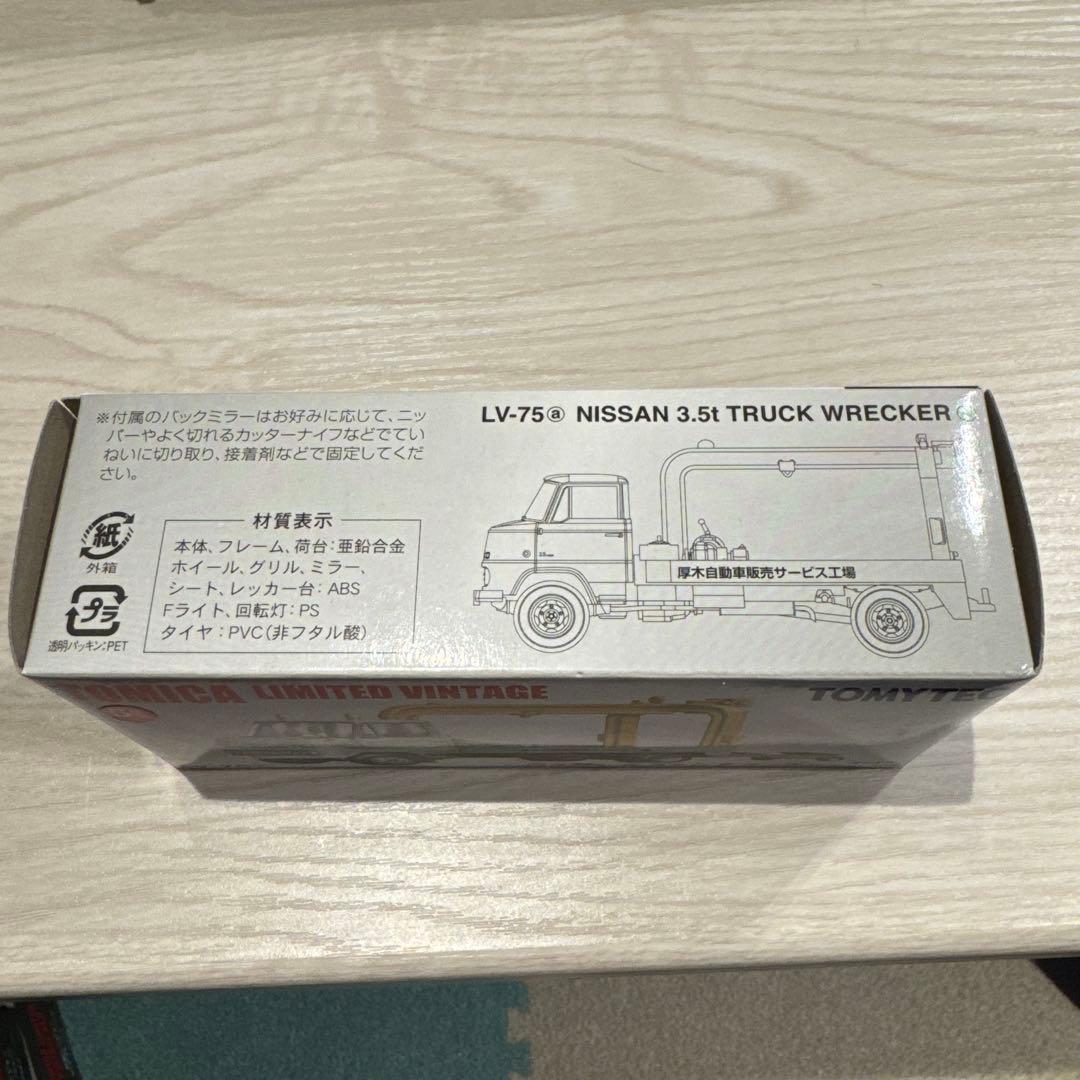 ※付属のバックミラーはお好みに応じて、ニッ
パーやよく切れるカッターナイフなどでてい
ねいに切り取り、接着剤などで固定してくだ
さい。
LV-75ⓐ NISSAN 3.5t TRUCK WRECKER
紙
外箱
プラ
透明パッキン:PET
材質表示
本体、フレーム、荷台:亜鉛合金
ホイール、グリル、ミラー、
シート、レッカー台:ABS
Fライト、回転灯:PS
タイヤ:PVC(非フタル酸)
厚木自動車販売サービス工場
TOMICA LIMITED VINTAGE
TOMYTEC